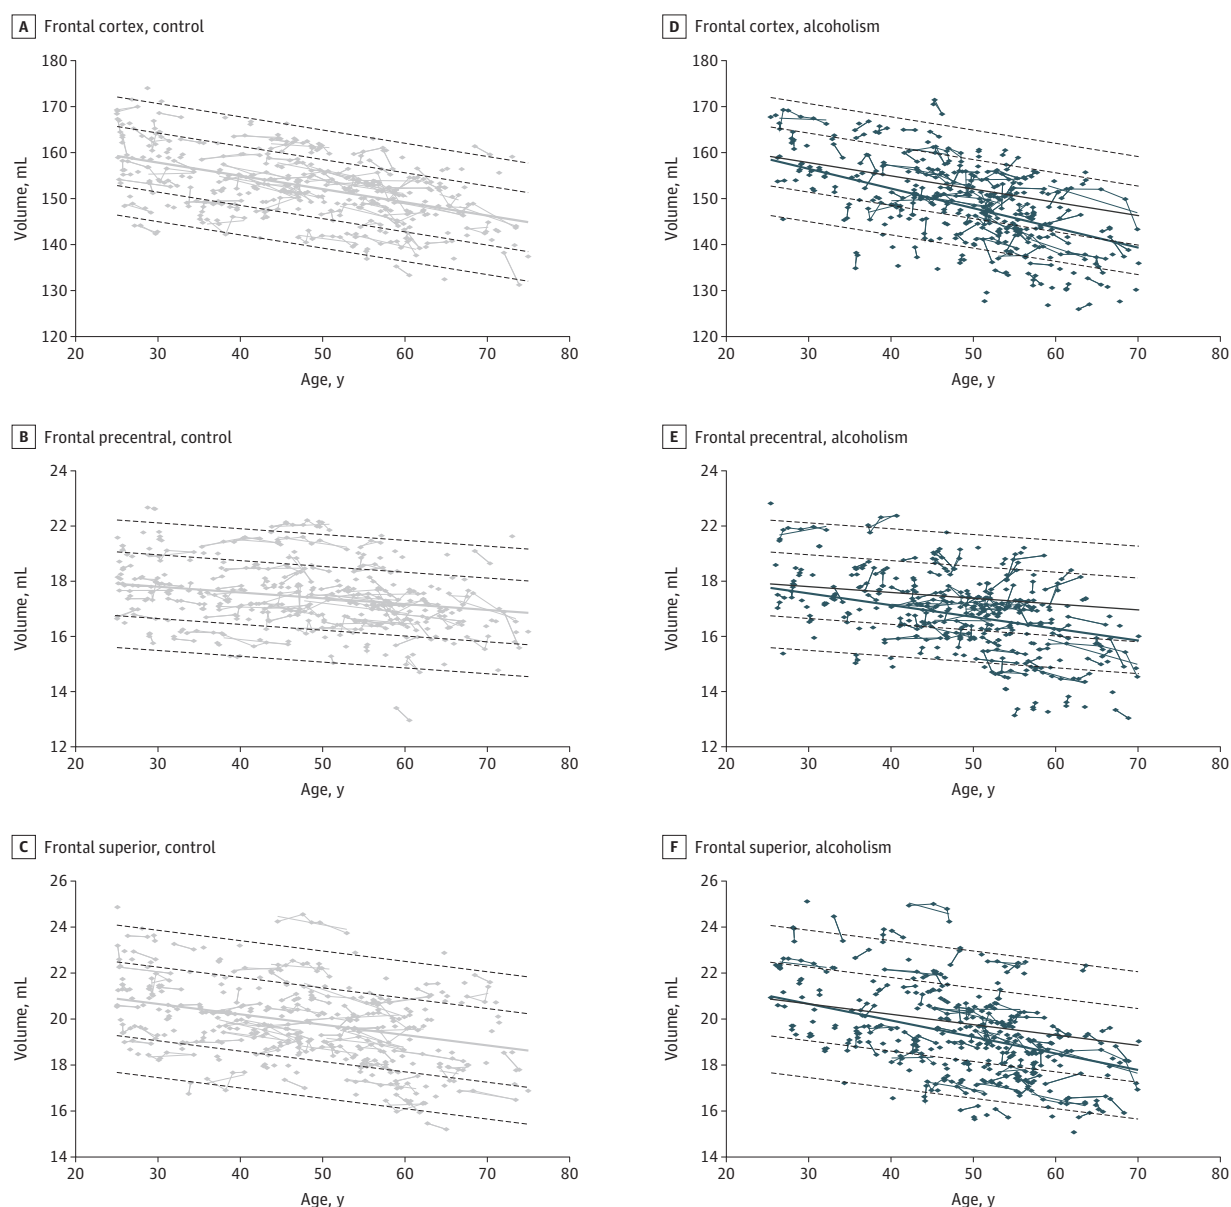 A Frontal cortex, control
180
170
160
150
140
130
120
Volume, mL
20 30 40 50 60 70 80
Age, y
D Frontal cortex, alcoholism
180
170
160
150
140
130
120
Volume, mL
20 30 40 50 60 70 80
Age, y
B Frontal precentral, control
24
22
18
16
14
12
Volume, mL
20 30 40 50 60 70 80
Age, y
E Frontal precentral, alcoholism
24
22
18
16
14
12
Volume, mL
20 30 40 50 60 70 80
Age, y
C Frontal superior, control
26
24
22
20
18
16
14
Volume, mL
20 30 40 50 60 70 80
Age, y
F Frontal superior, alcoholism
26
24
22
20
18
16
14
Volume, mL
20 30 40 50 60 70 80
Age, y